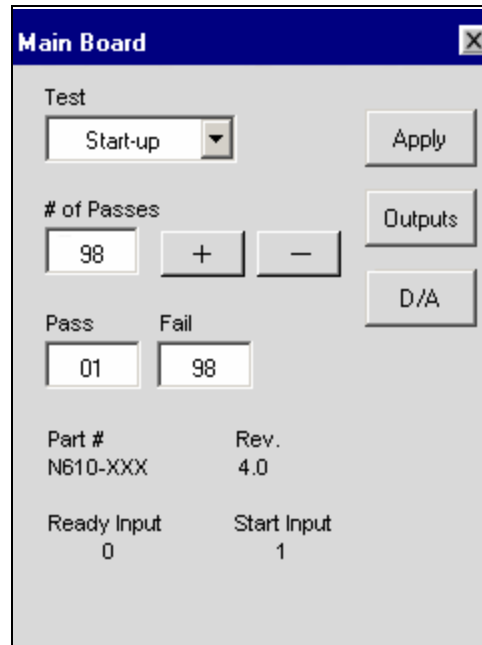 Main Board
Test
Start-up
Apply
# of Passes
Outputs
98 + −
D/A
Pass Fail
01 98
Part # Rev.
N610-XXX 4.0
Ready Input Start Input
0 1